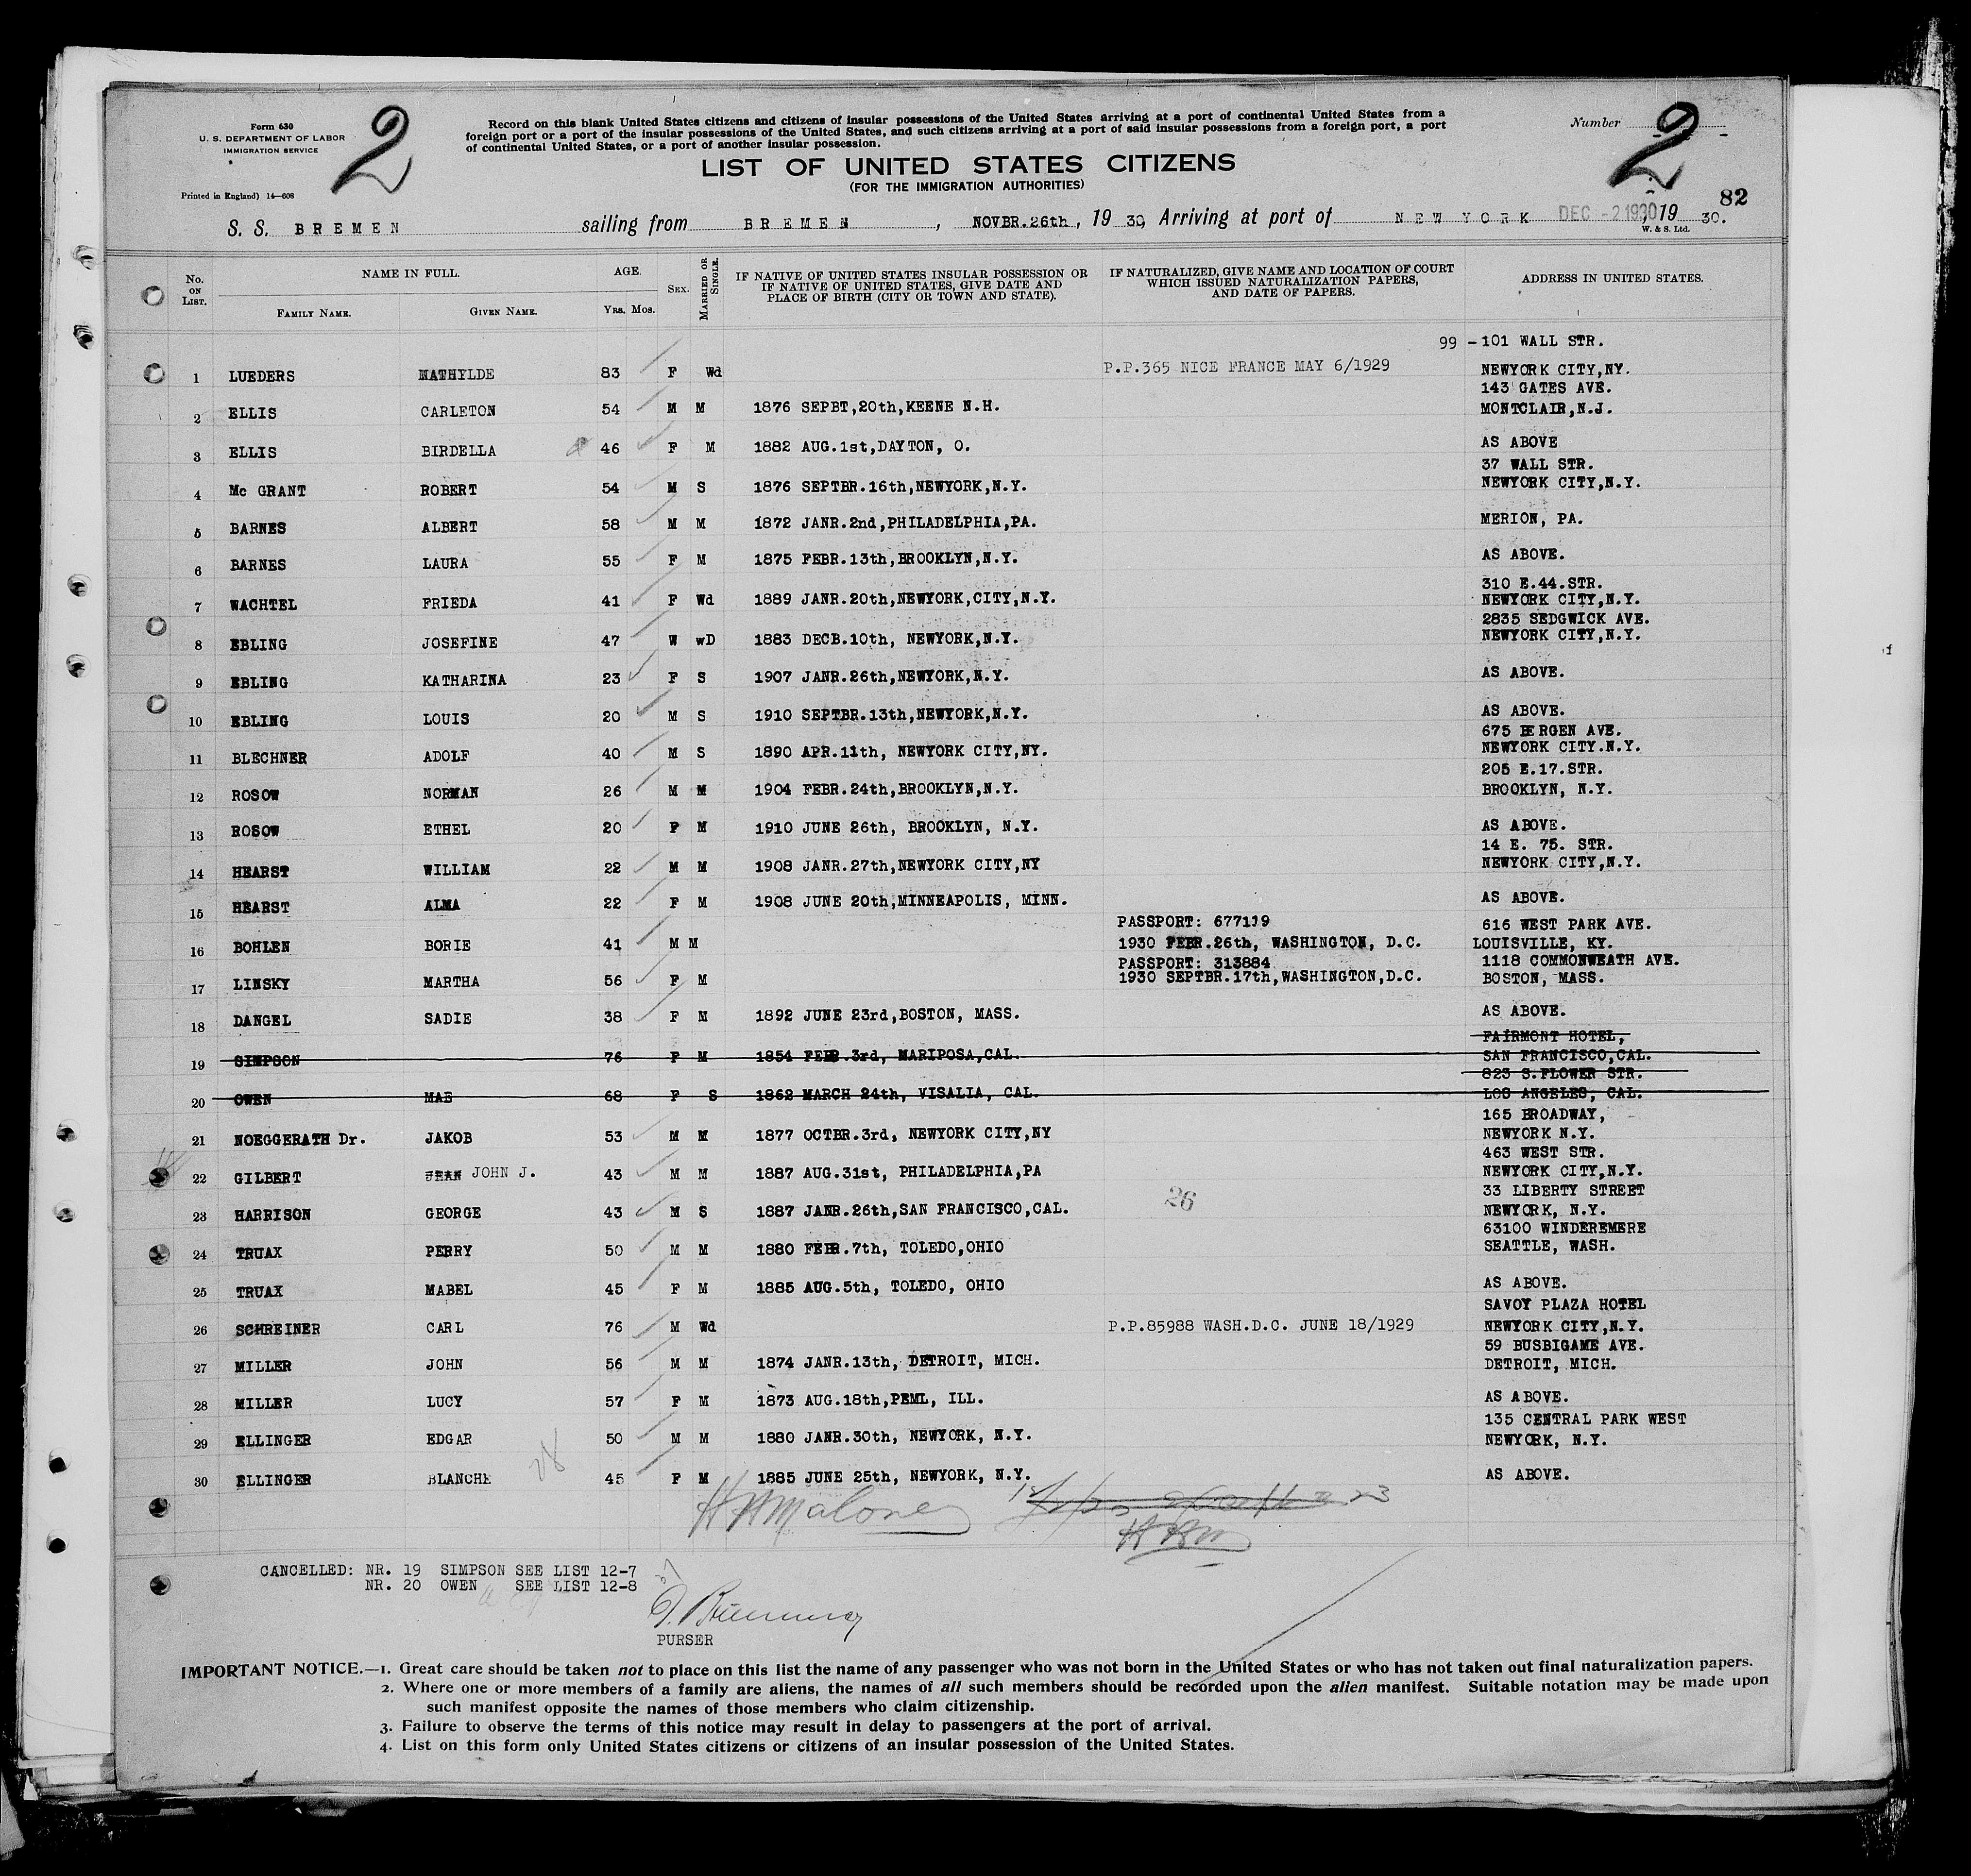 Form 630
U. S. DEPARTMENT OF LABOR
IMMIGRATION SERVICE
Printed in England) 14—608
2
Record on this blank United States citizens and citizens of insular possessions of the United States arriving at a port of continental United States from a
foreign port or a port of the insular possessions of the United States, and such citizens arriving at a port of said insular possessions from a foreign port, a port
of continental United States, or a port of another insular possession.
LIST OF UNITED STATES CITIZENS
(FOR THE IMMIGRATION AUTHORITIES)
Number 2
82
S. S. BREMEN sailing from BREMEN, NOVBR.26th, 19 30, Arriving at port of NEW YORK DEC -2 1930, 19 30.
W. & S. Ltd.
No. ON LIST. NAME IN FULL. FAMILY NAME. GIVEN NAME. AGE. YRS. MOS. SEX. MARRIED OR SINGLE. IF NATIVE OF UNITED STATES INSULAR POSSESSION OR IF NATIVE OF UNITED STATES, GIVE DATE AND PLACE OF BIRTH (CITY OR TOWN AND STATE). IF NATURALIZED, GIVE NAME AND LOCATION OF COURT WHICH ISSUED NATURALIZATION PAPERS, AND DATE OF PAPERS. ADDRESS IN UNITED STATES.
99 -101 WALL STR.
1 LUEDERS MATHYLDE 83 F Wd P.P.365 NICE FRANCE MAY 6/1929 NEWYORK CITY,NY.
143 GATES AVE.
2 ELLIS CARLETON 54 M M 1876 SEPBT,20th,KEENE N.H. MONTCLAIR,N.J.
3 ELLIS BIRDELLA 46 F M 1882 AUG.1st,DAYTON, O. AS ABOVE
37 WALL STR.
4 Mc GRANT ROBERT 54 M S 1876 SEPTBR.16th,NEWYORK,N.Y. NEWYORK CITY,N.Y.
5 BARNES ALBERT 58 M M 1872 JANR.2nd,PHILADELPHIA,PA. MERION, PA.
6 BARNES LAURA 55 F M 1875 FEBR.13th,BROOKLYN,N.Y. AS ABOVE.
310 E.44.STR.
7 WACHTEL FRIEDA 41 F Wd 1889 JANR.20th,NEWYORK,CITY,N.Y. NEWYORK CITY,N.Y.
2835 SEDGWICK AVE.
8 EBLING JOSEFINE 47 W wD 1883 DECB.10th, NEWYORK,N.Y. NEWYORK CITY,N.Y.
9 EBLING KATHARINA 23 F S 1907 JANR.26th,NEWYORK,N.Y. AS ABOVE.
10 EBLING LOUIS 20 M S 1910 SEPTBR.13th,NEWYORK,N.Y. AS ABOVE.
675 BERGEN AVE.
11 BLECHNER ADOLF 40 M S 1890 APR.11th, NEWYORK CITY,NY. NEWYORK CITY.N.Y.
205 E.17.STR.
12 ROSOW NORMAN 26 M M 1904 FEBR.24th,BROOKLYN,N.Y. BROOKLYN, N.Y.
13 ROSOW ETHEL 20 F M 1910 JUNE 26th, BROOKLYN, N.Y. AS ABOVE.
14 E. 75. STR.
14 HEARST WILLIAM 22 M M 1908 JANR.27th,NEWYORK CITY,NY NEWYORK CITY,N.Y.
15 HEARST ALMA 22 F M 1908 JUNE 20th,MINNEAPOLIS, MINN. AS ABOVE.
PASSPORT: 677119 616 WEST PARK AVE.
16 BOHLEN BORIE 41 M M 1930 FEBR.26th, WASHINGTON, D.C. LOUISVILLE, KY.
PASSPORT: 313884 1118 COMMONWEATH AVE.
17 LINSKY MARTHA 56 F M 1930 SEPTBR.17th,WASHINGTON,D.C. BOSTON, MASS.
18 DANGEL SADIE 38 F M 1892 JUNE 23rd,BOSTON, MASS. AS ABOVE.
FAIRMONT HOTEL,
19 SIMPSON 76 F M 1854 FEBR.3rd, MARIPOSA,CAL. SAN FRANCISCO,CAL.
823 S.FLOWER STR.
20 OWEN MAE 68 F S 1862 MARCH 24th, VISALIA, CAL. LOS ANGELES, CAL.
165 BROADWAY,
21 NOEGGERATH Dr. JAKOB 53 M M 1877 OCTBR.3rd, NEWYORK CITY,NY NEWYORK N.Y.
463 WEST STR.
22 GILBERT JEAN JOHN J. 43 M M 1887 AUG.31st, PHILADELPHIA,PA NEWYORK CITY,N.Y.
26 33 LIBERTY STREET
23 HARRISON GEORGE 43 M S 1887 JANR.26th,SAN FRANCISCO,CAL. NEWYORK, N.Y.
63100 WINDEREMERE
24 TRUAX PERRY 50 M M 1880 FEBR.7th, TOLEDO,OHIO SEATTLE, WASH.
25 TRUAX MABEL 45 F M 1885 AUG.5th, TOLEDO, OHIO AS ABOVE.
SAVOY PLAZA HOTEL
26 SCHREINER CARL 76 M Wd P.P.85988 WASH.D.C. JUNE 18/1929 NEWYORK CITY,N.Y.
59 BUSBIGAME AVE.
27 MILLER JOHN 56 M M 1874 JANR.13th, DETROIT, MICH. DETROIT, MICH.
28 MILLER LUCY 57 F M 1873 AUG.18th,PEML, ILL. AS ABOVE.
135 CENTRAL PARK WEST
29 ELLINGER EDGAR 50 M M 1880 JANR.30th, NEWYORK, N.Y. NEWYORK, N.Y.
30 ELLINGER BLANCHE 45 F M 1885 JUNE 25th, NEWYORK, N.Y. AS ABOVE.
28
HHMalone
CANCELLED: NR. 19 SIMPSON SEE LIST 12-7
NR. 20 OWEN SEE LIST 12-8
PURSER
IMPORTANT NOTICE.—1. Great care should be taken not to place on this list the name of any passenger who was not born in the United States or who has not taken out final naturalization papers.
2. Where one or more members of a family are aliens, the names of all such members should be recorded upon the alien manifest. Suitable notation may be made upon
such manifest opposite the names of those members who claim citizenship.
3. Failure to observe the terms of this notice may result in delay to passengers at the port of arrival.
4. List on this form only United States citizens or citizens of an insular possession of the United States.